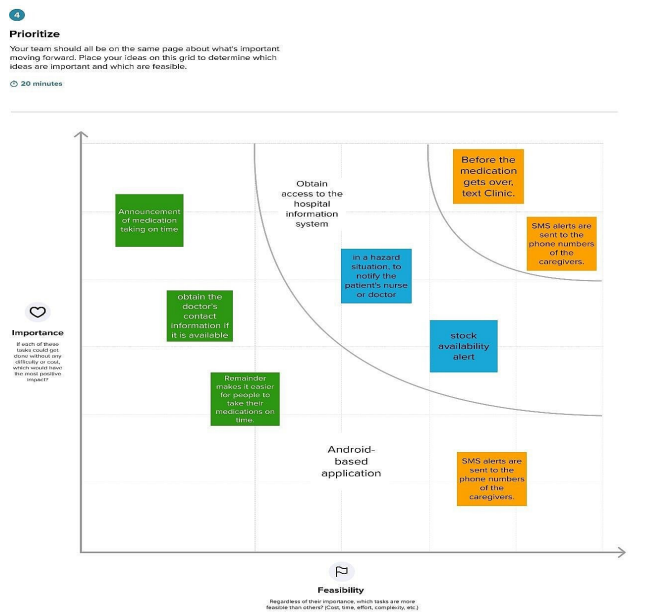 4
Prioritize
Your team should all be on the same page about what's important
moving forward. Place your ideas on this grid to determine which
ideas are important and which are feasible.
20 minutes
Before the
medication
gets over,
text Clinic.
Obtain
access to the
hospital
information
system
Announcement
of medication
taking on time
SMS alerts are
sent to the
phone numbers
of the
caregivers.
in a hazard
situation, to
notify the
patient's nurse
or doctor
obtain the
doctor's
contact
information if
it is available
stock
availability
alert
Importance
If each of these
tasks could get
done without any
difficulty or cost,
which would have
the most positive
impact?
Remainder
makes it easier
for people to
take their
medications on
time.
Android-
based
application
SMS alerts are
sent to the
phone numbers
of the
caregivers.
Feasibility
Regardless of their importance, which tasks are more
feasible than others? (Cost, time, effort, complexity, etc.)